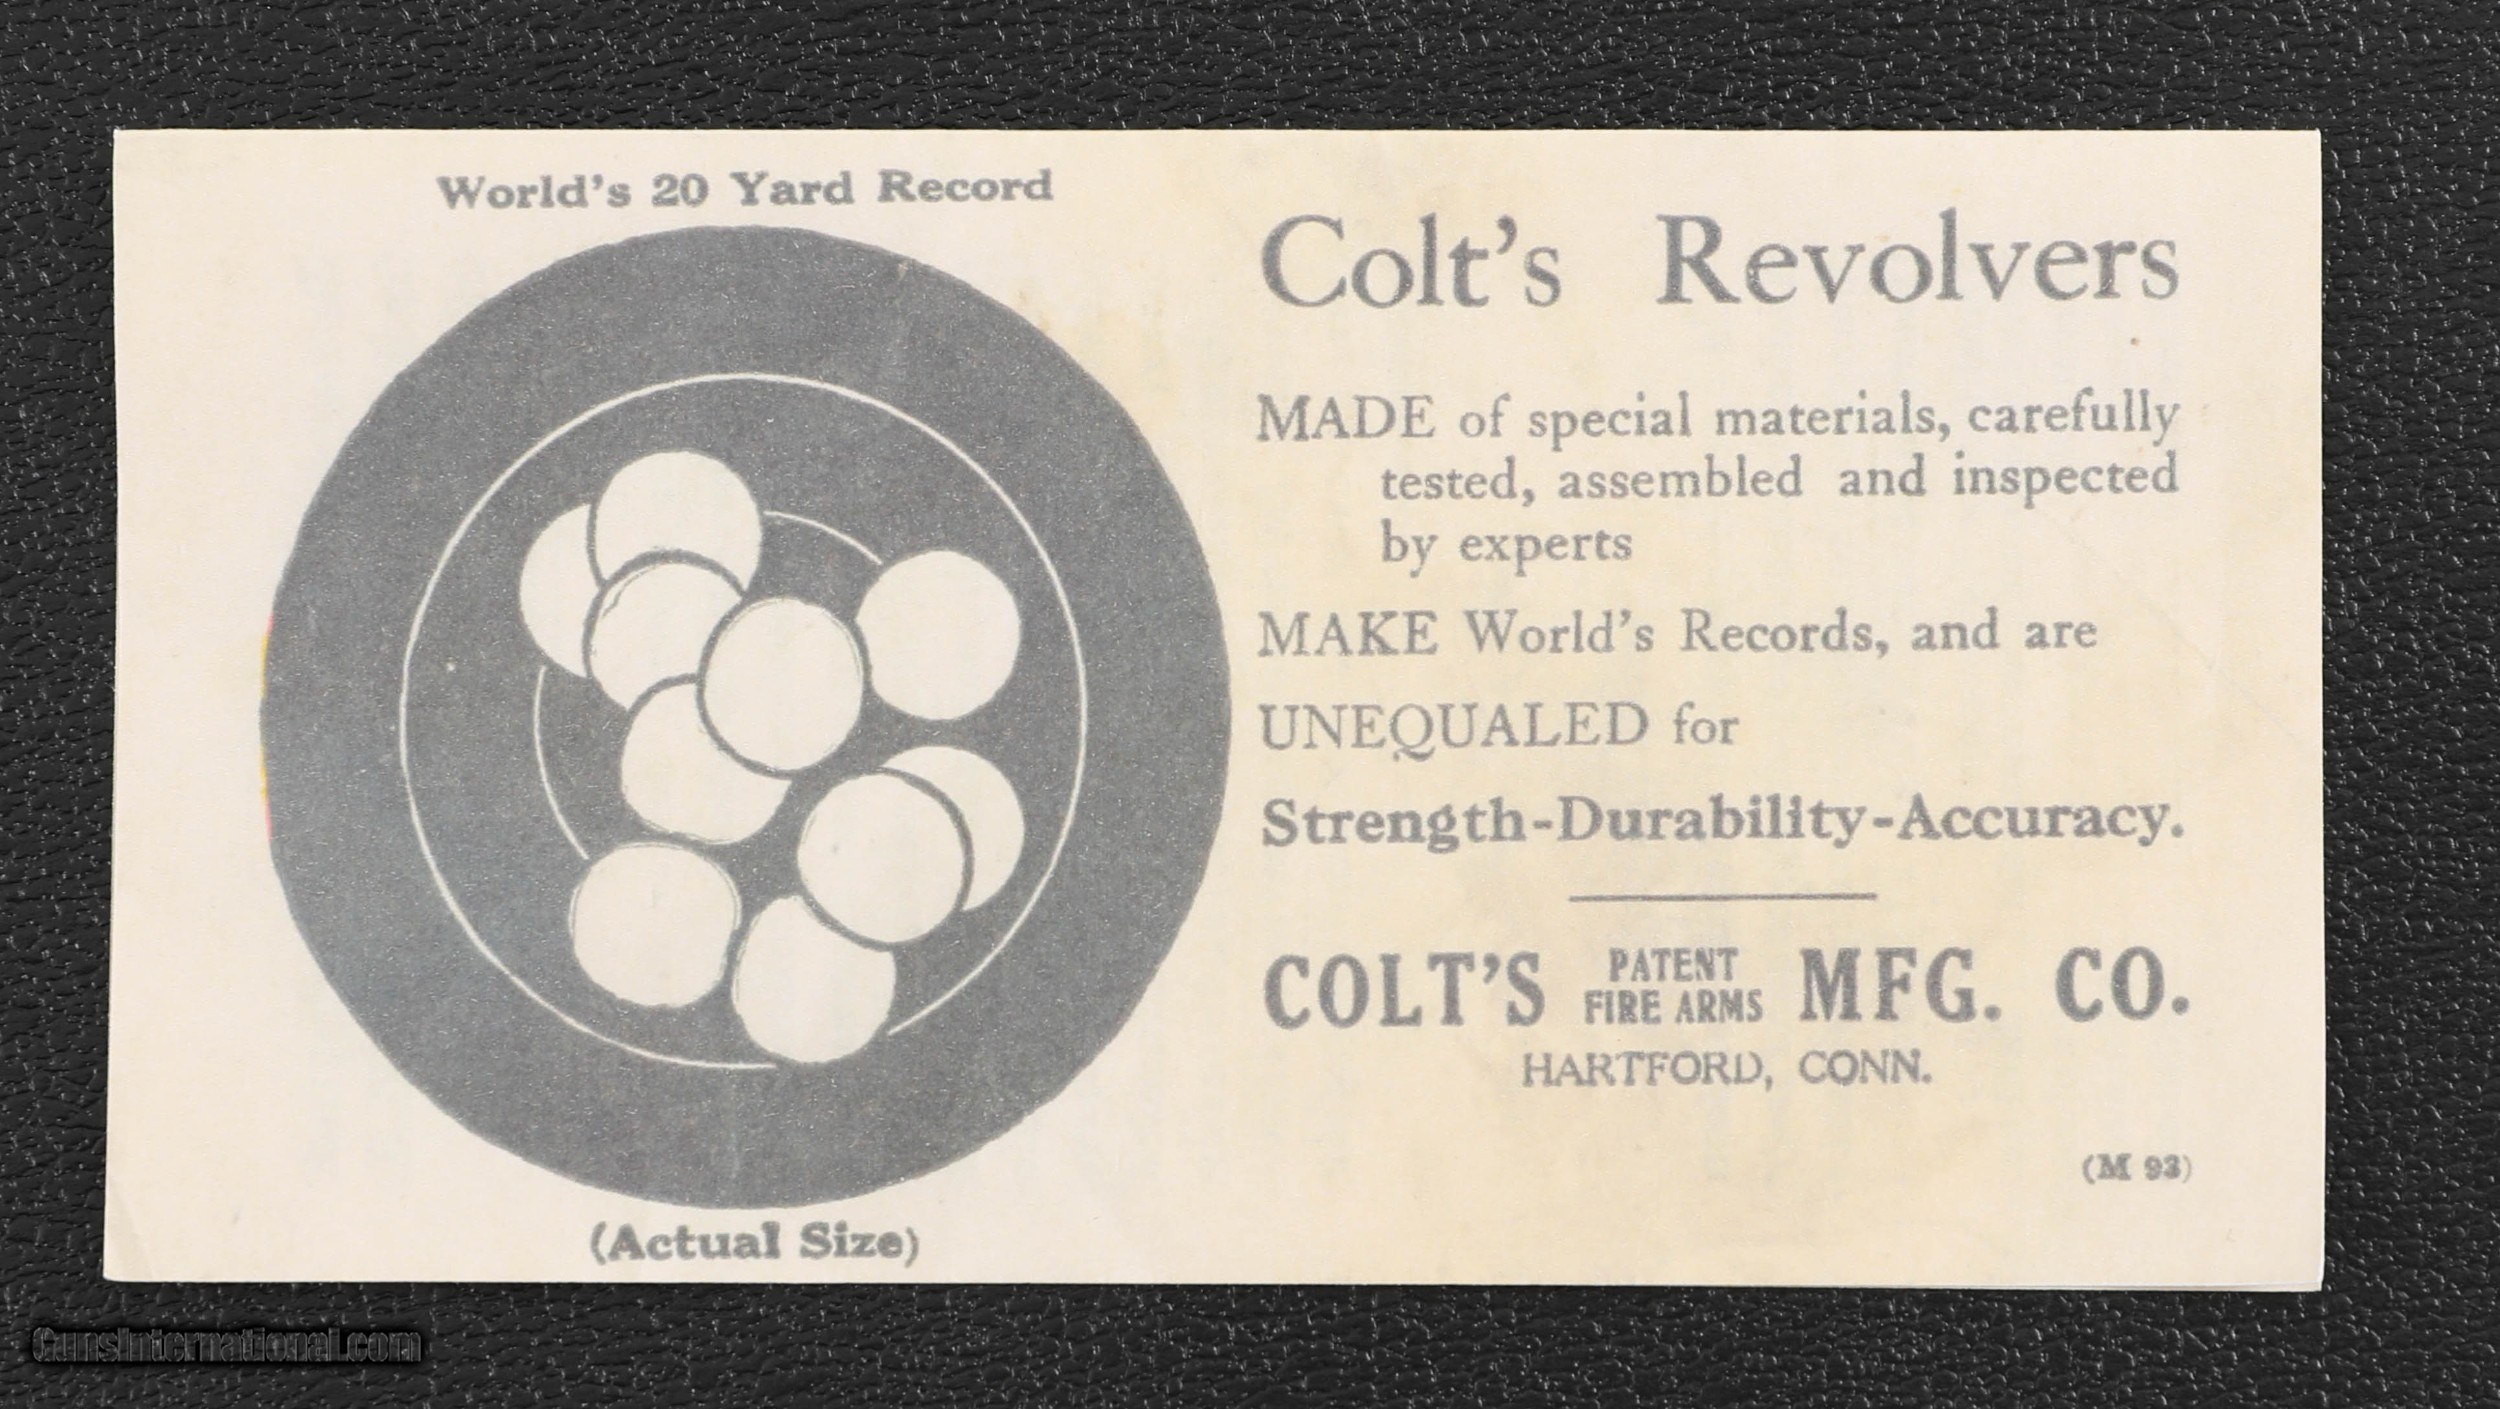 World's 20 Yard Record
(Actual Size)
Colt's Revolvers
MADE of special materials, carefully
tested, assembled and inspected
by experts
MAKE World's Records, and are
UNEQUALED for
Strength-Durability-Accuracy.
COLT'S PATENT FIRE ARMS MFG. CO.
HARTFORD, CONN.
(M 93)
GunsInternational.com